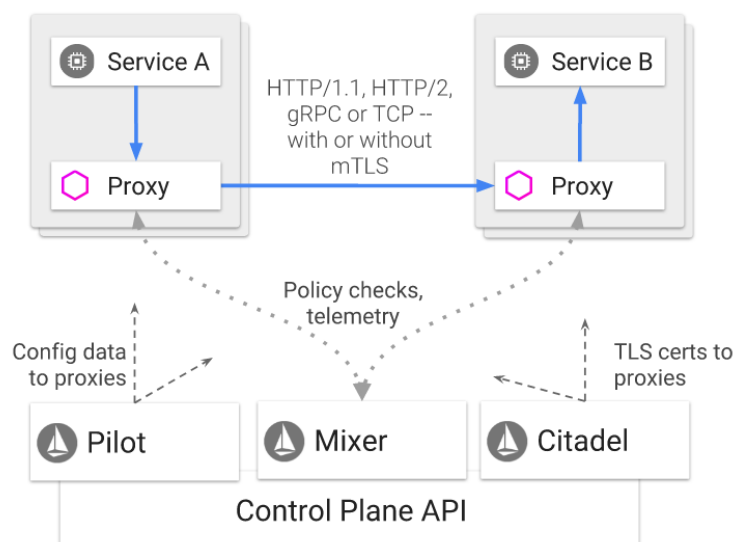 Service A
Service B
HTTP/1.1, HTTP/2,
gRPC or TCP --
with or without
mTLS
Proxy
Proxy
Policy checks,
telemetry
Config data
to proxies
TLS certs to
proxies
Pilot
Mixer
Citadel
Control Plane API